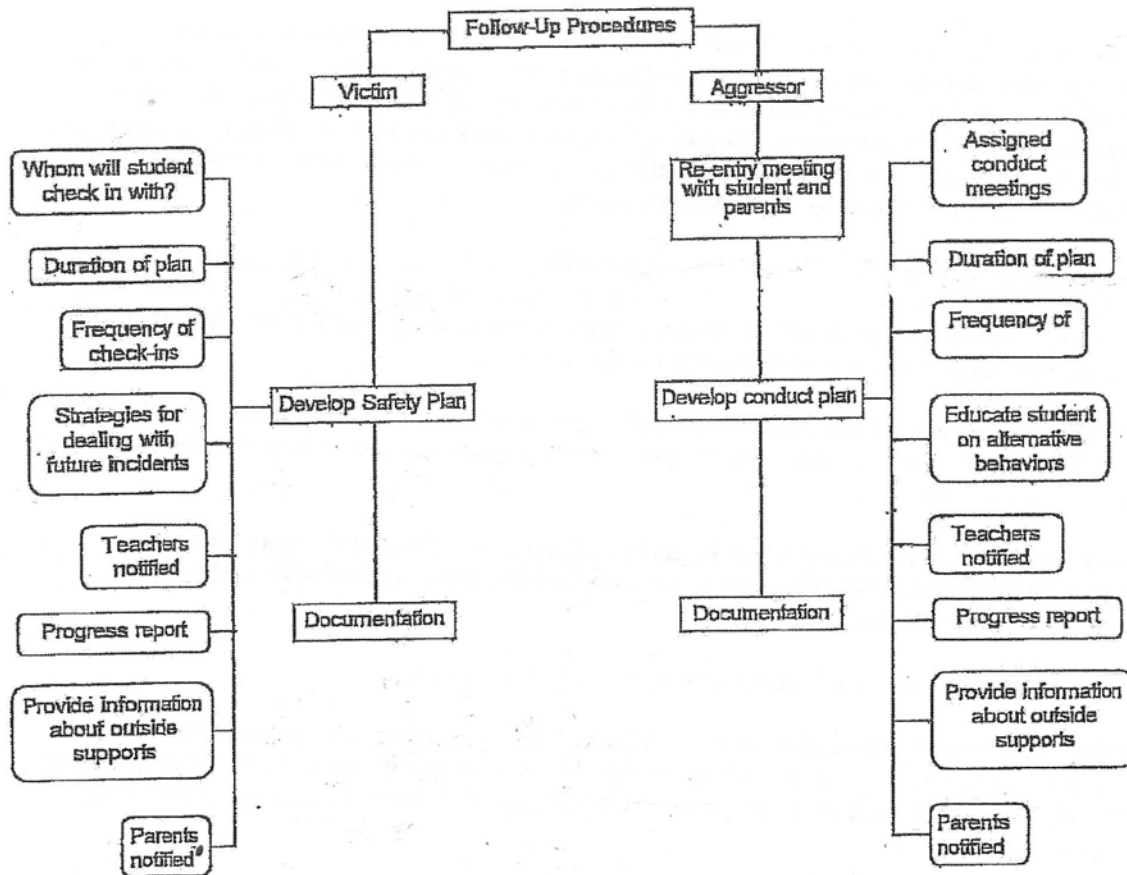 Follow-Up Procedures
Victim
Aggressor
Whom will student
check in with?
Duration of plan
Frequency of
check-ins
Strategies for
dealing with
future incidents
Teachers
notified
Progress report
Provide Information
about outside
supports
Parents
notified
Develop Safety Plan
Documentation
Re-entry meeting
with student and
parents
Develop conduct plan
Documentation
Assigned
conduct
meetings
Duration of plan
Frequency of
Educate student
on alternative
behaviors
Teachers
notified
Progress report
Provide Information
about outside
supports
Parents
notified